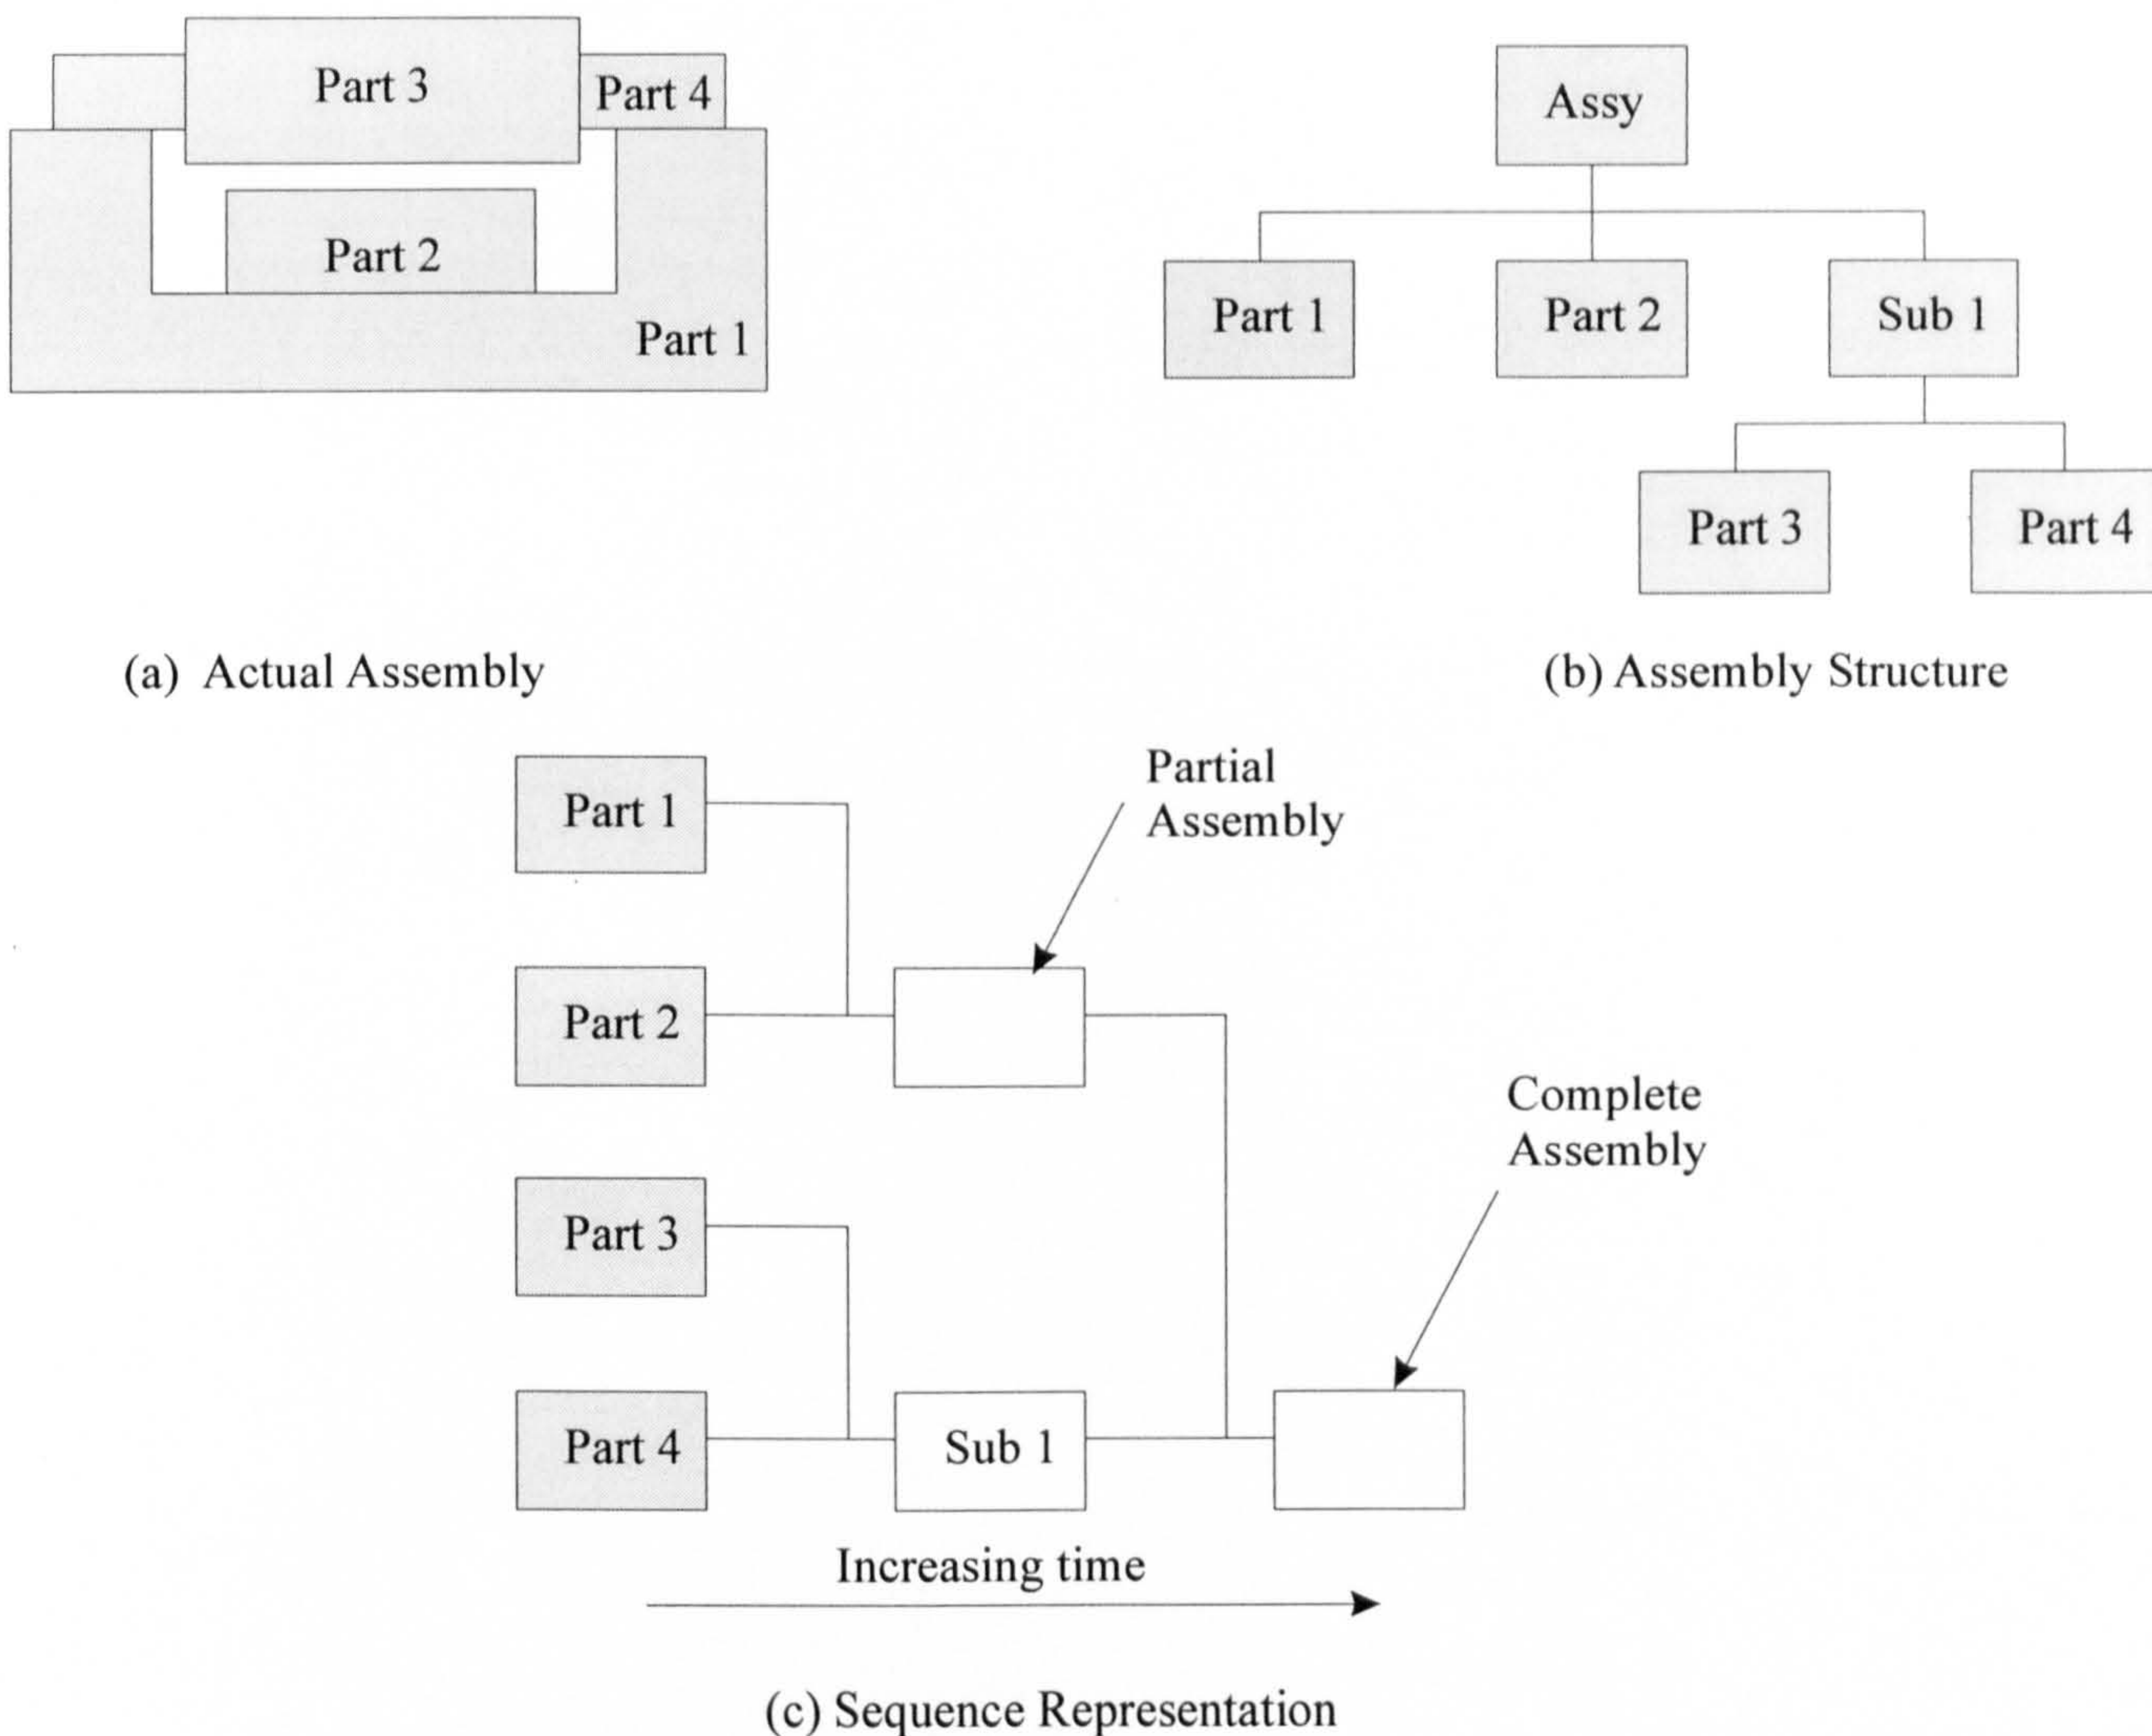 Part 3
Part 4
Part 2
Part 1
(a) Actual Assembly
Assy
Part 1
Part 2
Sub 1
Part 3
Part 4
(b) Assembly Structure
Part 1
Partial
Assembly
Part 2
Part 3
Complete
Assembly
Part 4
Sub 1
Increasing time
(c) Sequence Representation